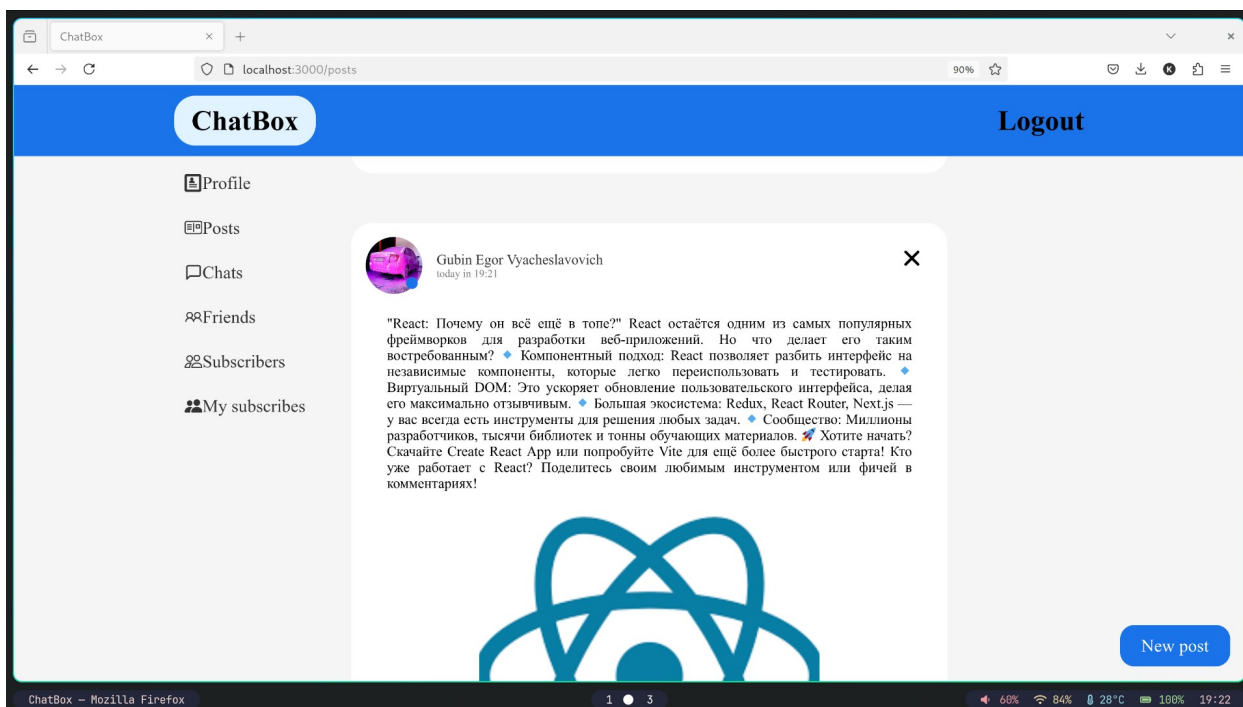 ChatBox
localhost:3000/posts
90%
ChatBox
Logout
Profile
Posts
Chats
Friends
Subscribers
My subscribes
Gubin Egor Vyacheslavovich
today in 19:21
"React: Почему он всё ещё в топе?" React остаётся одним из самых популярных
фреймворков для разработки веб-приложений. Но что делает его таким
востребованным? 🔹 Компонентный подход: React позволяет разбить интерфейс на
независимые компоненты, которые легко переиспользовать и тестировать. 🔹
Виртуальный DOM: Это ускоряет обновление пользовательского интерфейса, делая
его максимально отзывчивым. 🔹 Большая экосистема: Redux, React Router, Next.js —
у вас всегда есть инструменты для решения любых задач. 🔹 Сообщество: Миллионы
разработчиков, тысячи библиотек и тонны обучающих материалов. 🚀 Хотите начать?
Скачайте Create React App или попробуйте Vite для ещё более быстрого старта! Кто
уже работает с React? Поделитесь своим любимым инструментом или фичей в
комментариях!
New post
ChatBox — Mozilla Firefox
1
3
60%
84%
28°C
100%
19:22